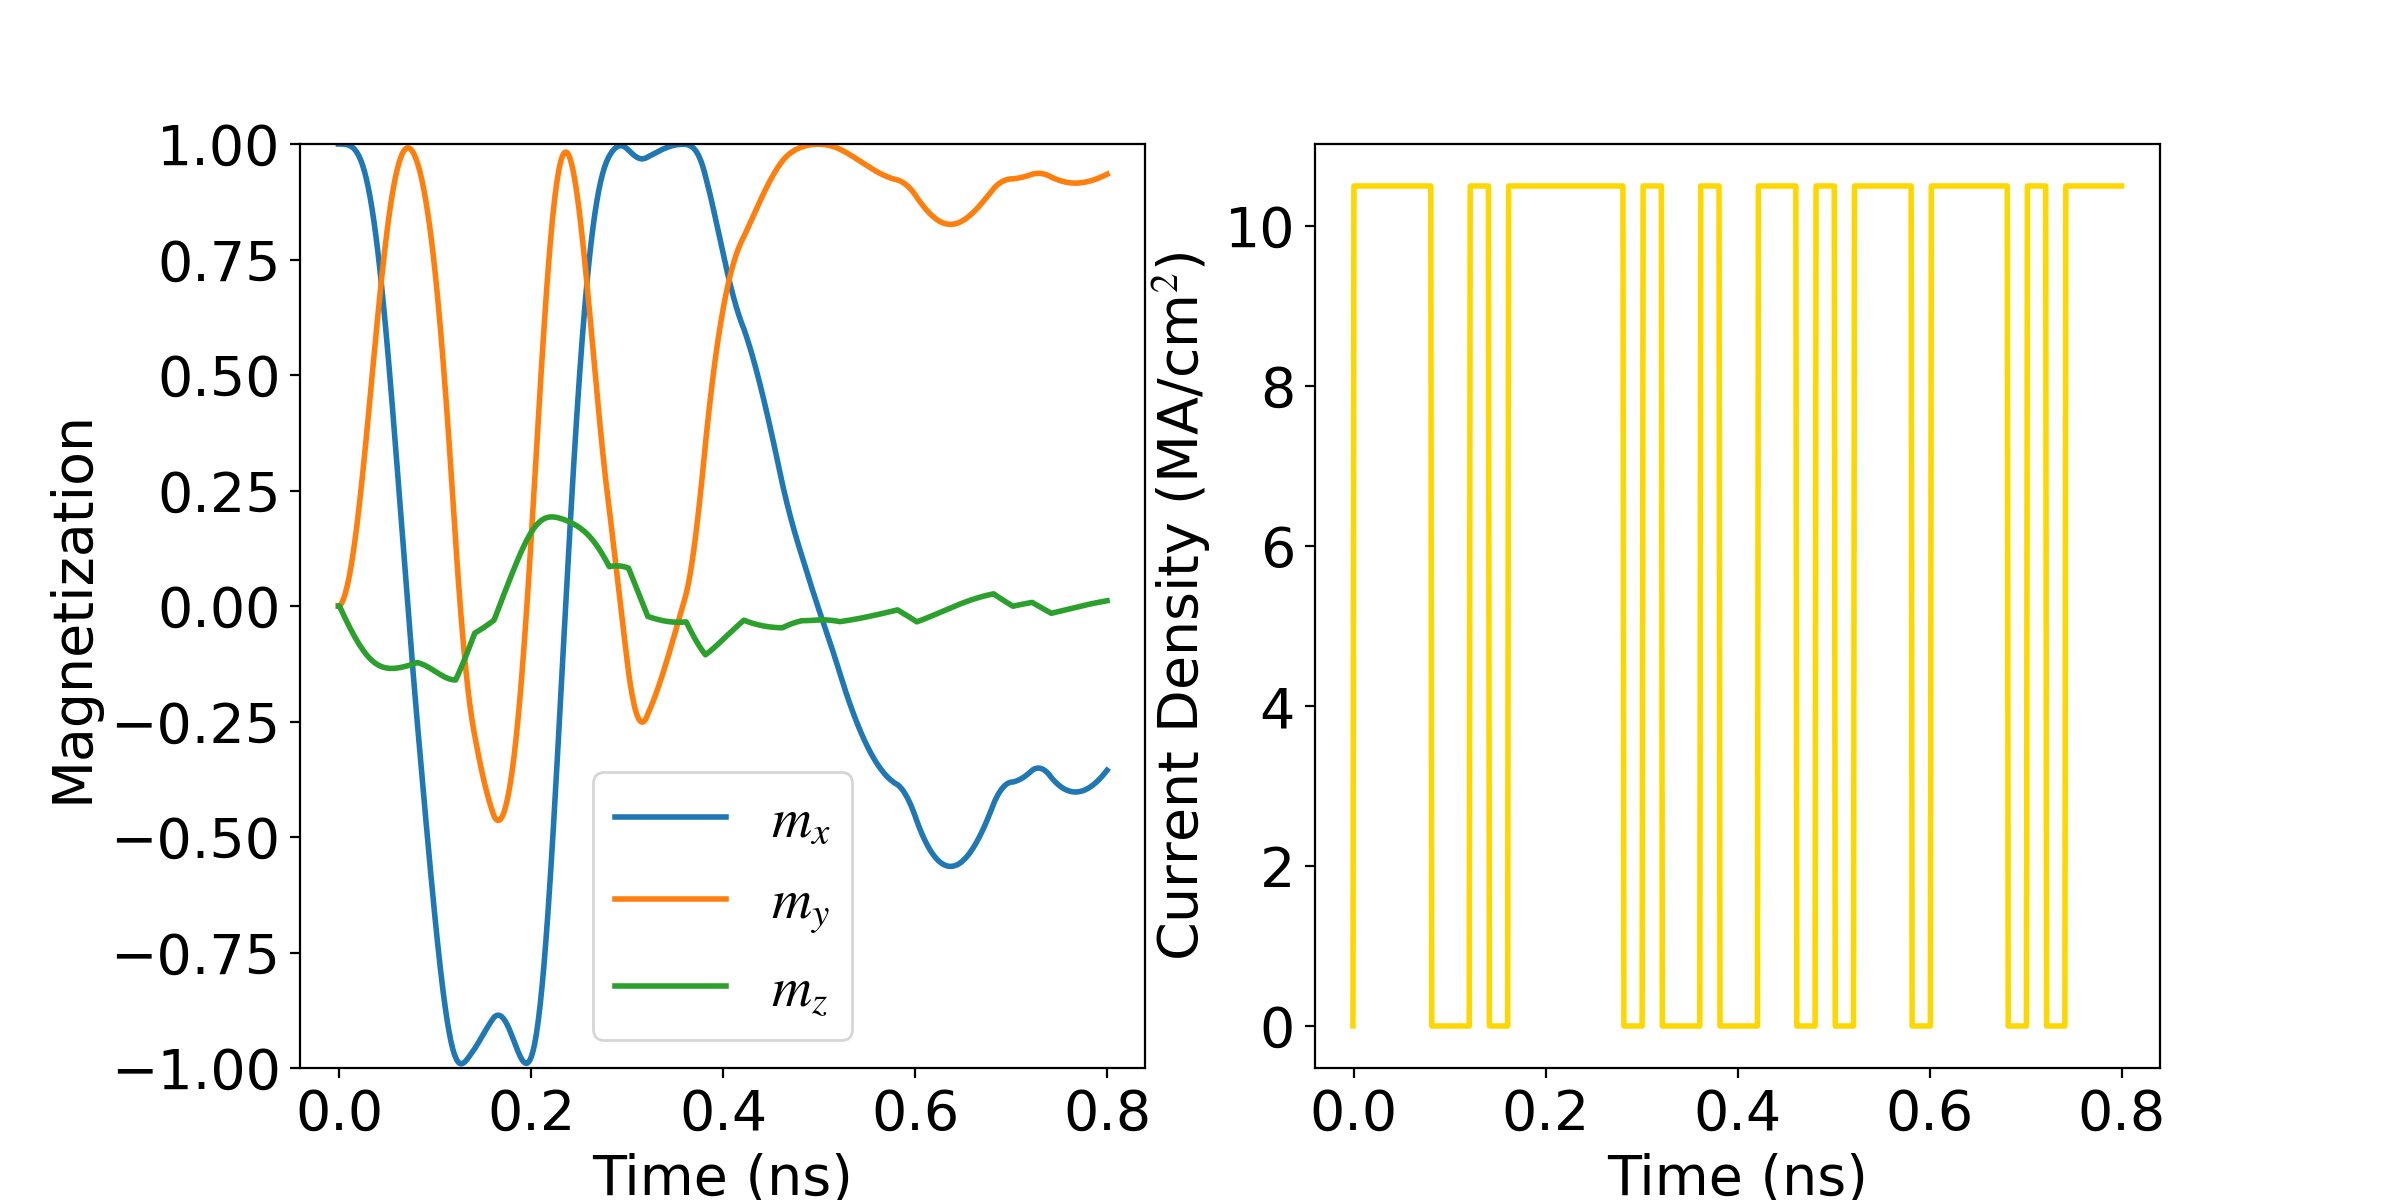 Magnetization
1.00
0.75
0.50
0.25
0.00
−0.25
−0.50
−0.75
−1.00
0.0 0.2 0.4 0.6 0.8
Time (ns)
m_x
m_y
m_z
Current Density (MA/cm²)
10
8
6
4
2
0
0.0 0.2 0.4 0.6 0.8
Time (ns)